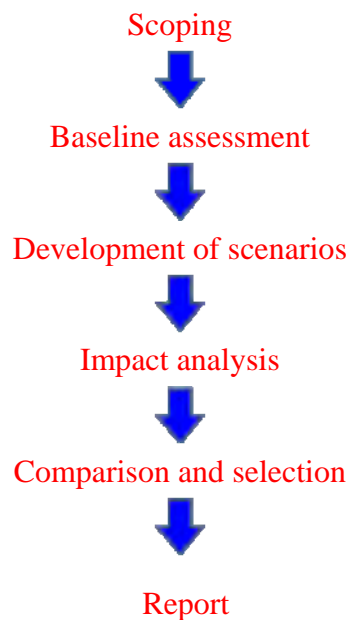 Scoping
Baseline assessment
Development of scenarios
Impact analysis
Comparison and selection
Report